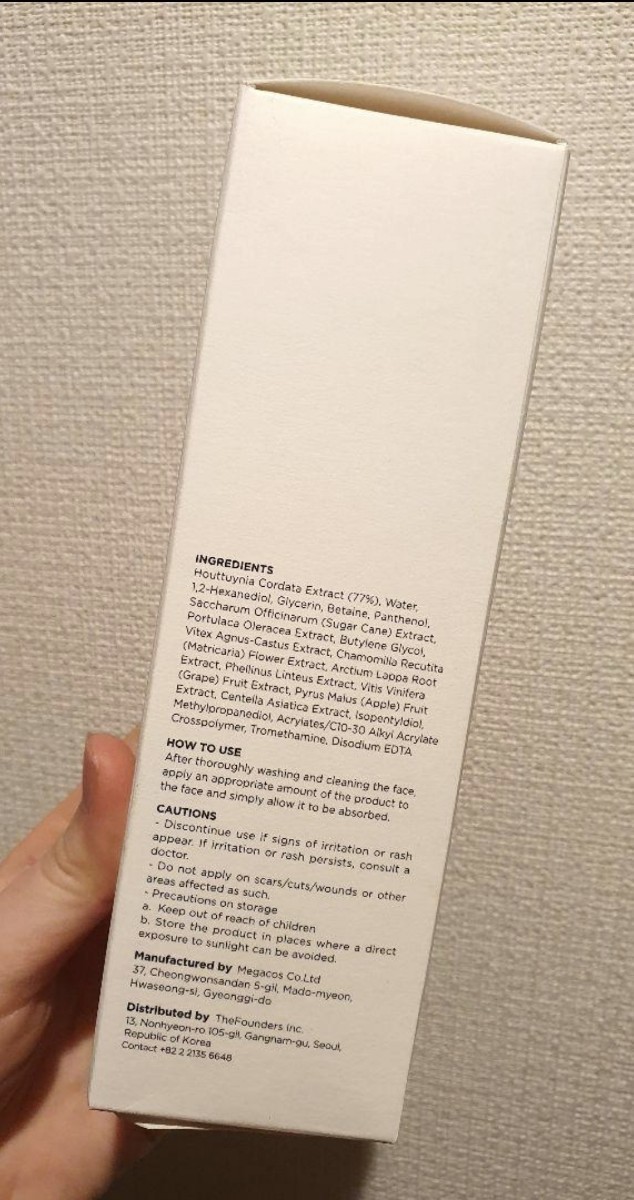 INGREDIENTS
Houttuynia Cordata Extract (77%), Water,
1,2-Hexanediol, Glycerin, Betaine, Panthenol,
Saccharum Officinarum (Sugar Cane) Extract,
Portulaca Oleracea Extract, Butylene Glycol,
Vitex Agnus-Castus Extract, Chamomilla Recutita
(Matricaria) Flower Extract, Arctium Lappa Root
Extract, Phellinus Linteus Extract, Vitis Vinifera
(Grape) Fruit Extract, Pyrus Malus (Apple) Fruit
Extract, Centella Asiatica Extract, Isopentyldiol,
Methylpropanediol, Acrylates/C10-30 Alkyl Acrylate
Crosspolymer, Tromethamine, Disodium EDTA
HOW TO USE
After thoroughly washing and cleaning the face,
apply an appropriate amount of the product to
the face and simply allow it to be absorbed.
CAUTIONS
- Discontinue use if signs of irritation or rash
appear. If irritation or rash persists, consult a
doctor.
- Do not apply on scars/cuts/wounds or other
areas affected as such.
- Precautions on storage
a. Keep out of reach of children
b. Store the product in places where a direct
exposure to sunlight can be avoided.
Manufactured by Megacos Co.Ltd
37, Cheongwonsandan 5-gil, Mado-myeon,
Hwaseong-si, Gyeonggi-do
Distributed by TheFounders Inc.
13, Nonhyeon-ro 105-gil, Gangnam-gu, Seoul,
Republic of Korea
Contact +82 2 2135 6648